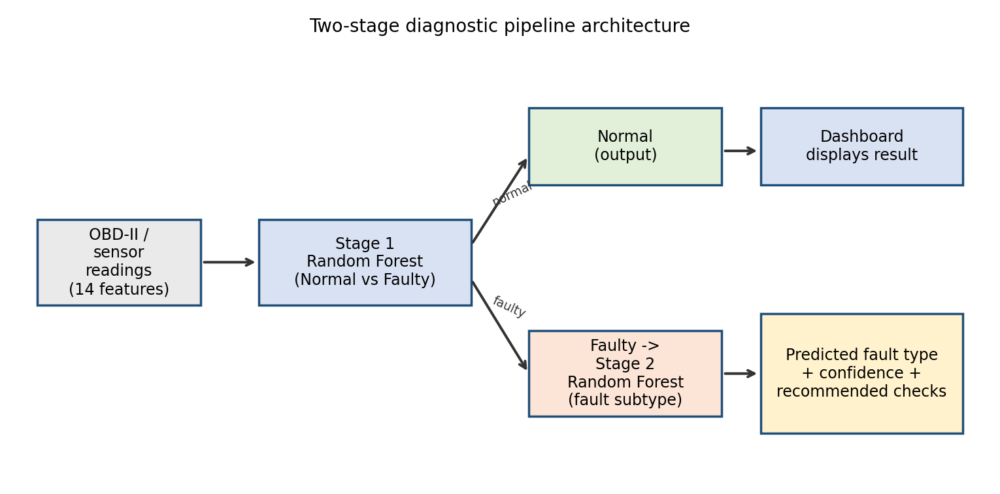 Two-stage diagnostic pipeline architecture
OBD-II /
sensor
readings
(14 features)
Stage 1
Random Forest
(Normal vs Faulty)
normal
Normal
(output)
Dashboard
displays result
faulty
Faulty ->
Stage 2
Random Forest
(fault subtype)
Predicted fault type
+ confidence +
recommended checks